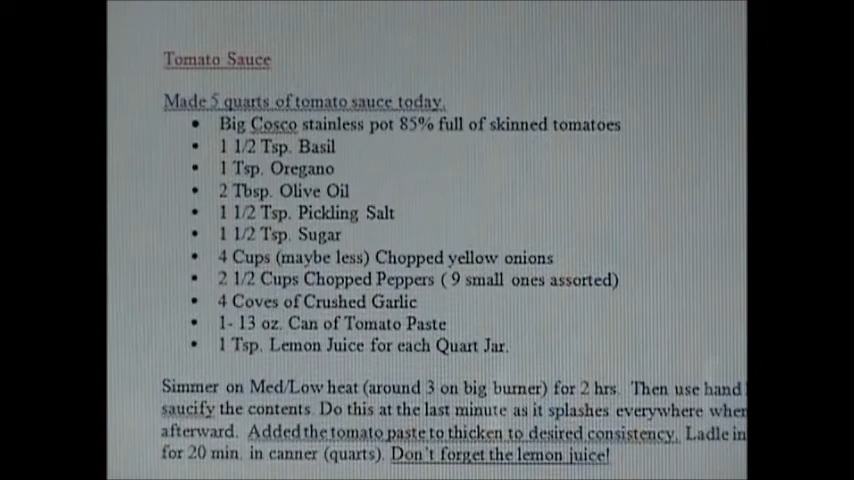 Tomato Sauce
Made 5 quarts of tomato sauce today.
• Big Cosco stainless pot 85% full of skinned tomatoes
• 1 1/2 Tsp. Basil
• 1 Tsp. Oregano
• 2 Tbsp. Olive Oil
• 1 1/2 Tsp. Pickling Salt
• 1 1/2 Tsp. Sugar
• 4 Cups (maybe less) Chopped yellow onions
• 2 1/2 Cups Chopped Peppers ( 9 small ones assorted)
• 4 Coves of Crushed Garlic
• 1- 13 oz. Can of Tomato Paste
• 1 Tsp. Lemon Juice for each Quart Jar.
Simmer on Med/Low heat (around 3 on big burner) for 2 hrs. Then use hand
saucify the contents. Do this at the last minute as it splashes everywhere when
afterward. Added the tomato paste to thicken to desired consistency. Ladle in
for 20 min. in canner (quarts). Don't forget the lemon juice!